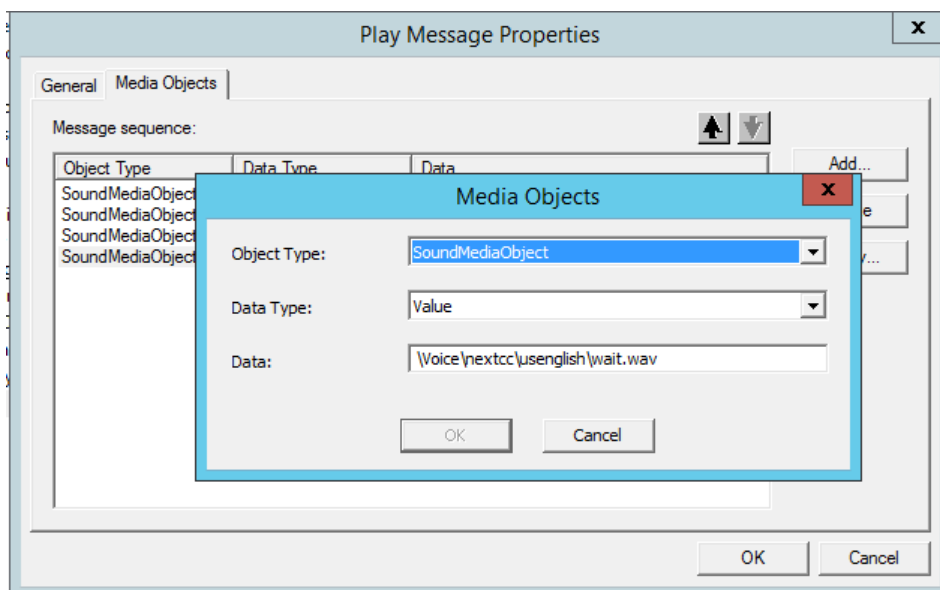 Play Message Properties
x
General
Media Objects
Message sequence:
Object Type
Data Type
Data
Add...
SoundMediaObject
SoundMediaObject
SoundMediaObject
SoundMediaObject
Media Objects
x
Object Type:
SoundMediaObject
Data Type:
Value
Data:
\Voice\nextcc\usenglish\wait.wav
OK
Cancel
OK
Cancel